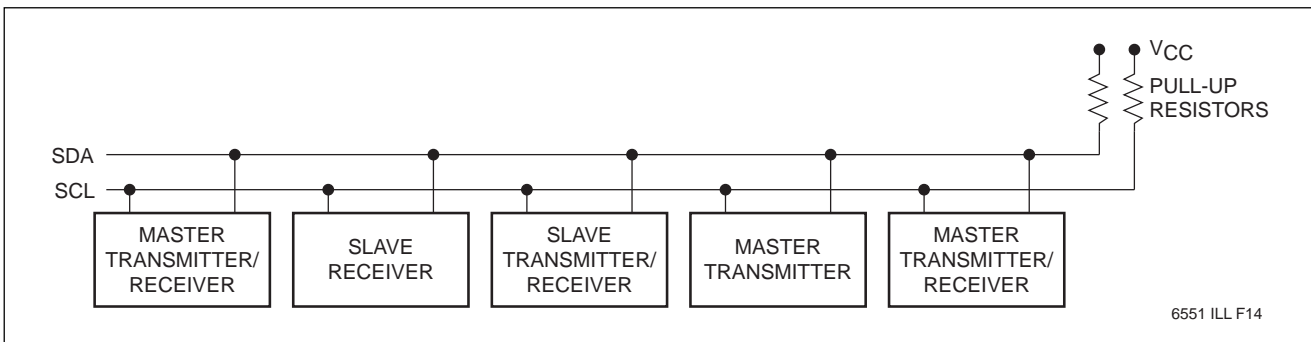 VCC
PULL-UP
RESISTORS
SDA
SCL
MASTER
TRANSMITTER/
RECEIVER
SLAVE
RECEIVER
SLAVE
TRANSMITTER/
RECEIVER
MASTER
TRANSMITTER
MASTER
TRANSMITTER/
RECEIVER
6551 ILL F14